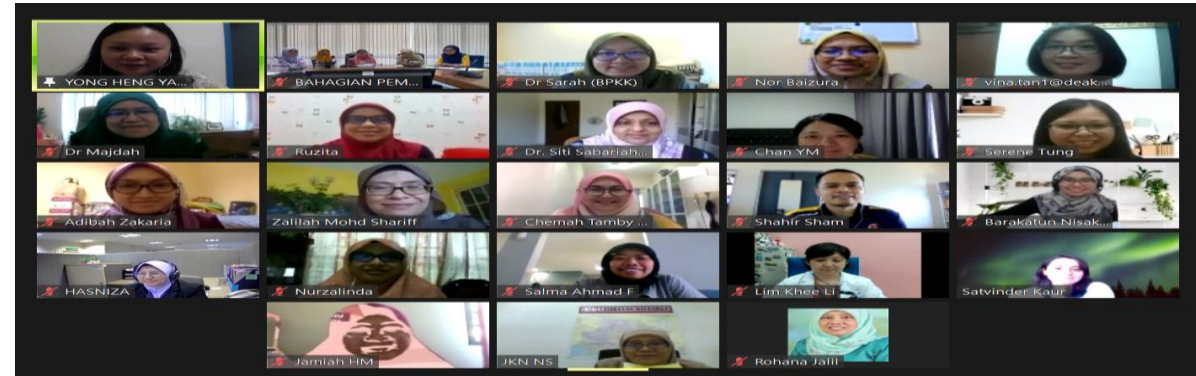 YONG HENG YA...
BAHAGIAN PEM...
Dr Sarah (BPKK)
Nor Baizura
vina.tan1@deak...
Dr Majdah
Ruzita
Dr. Siti Sabariah...
Chan YM
Serene Tung
Adibah Zakaria
Zalilah Mohd Shariff
Chemah Tamby ...
Shahir Sham
Barakatun-Nisak...
HASNIZA
Nurzalinda
Salma Ahmad F
Lim Khee Li
Satvinder Kaur
Jamiah HM
JKN NS
Rohana Jalil